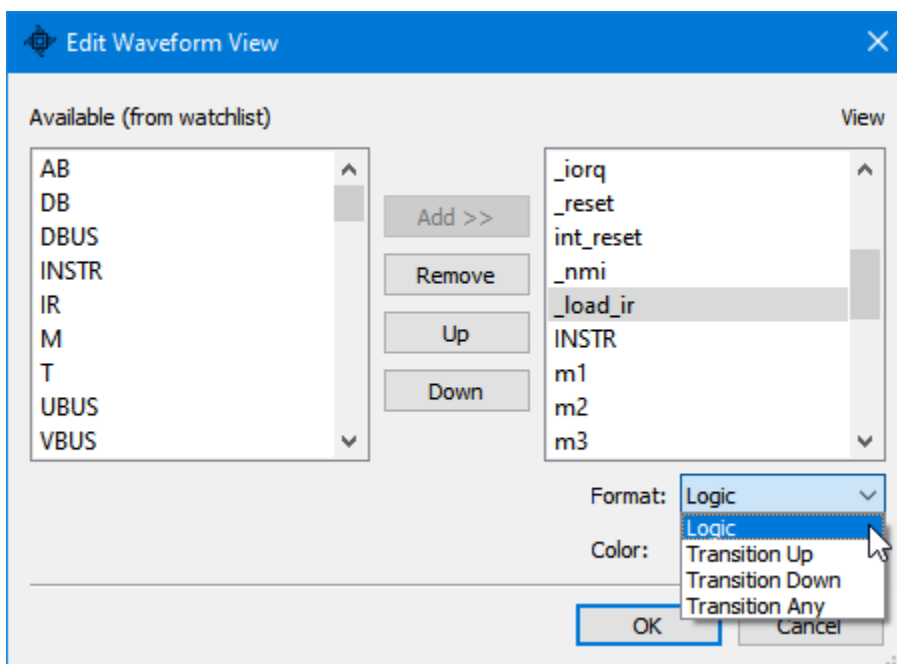 Edit Waveform View
Available (from watchlist)
View
AB
DB
DBUS
INSTR
IR
M
T
UBUS
VBUS
Add >>
Remove
Up
Down
_iorq
_reset
int_reset
_nmi
_load_ir
INSTR
m1
m2
m3
Format: Logic
Logic
Transition Up
Transition Down
Transition Any
Color:
OK
Cancel